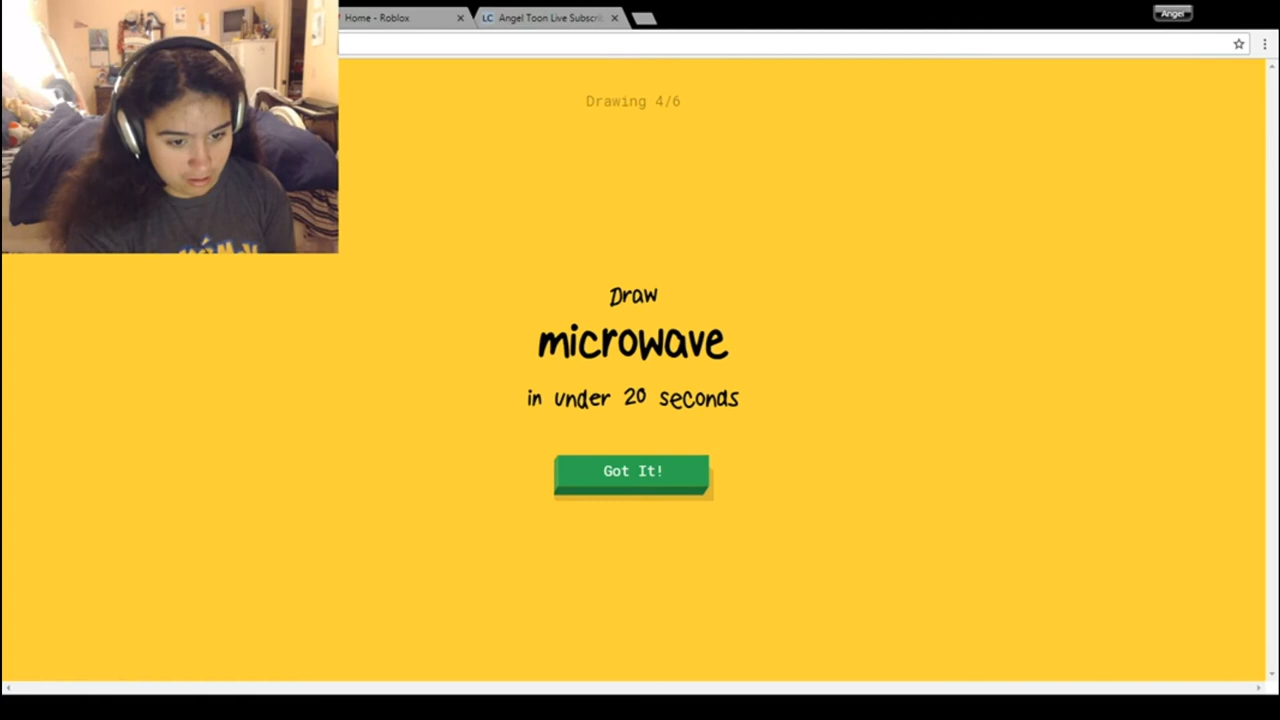 Home - Roblox
LC Angel Toon Live Subscri
Angel
Drawing 4/6
Draw
microwave
in under 20 seconds
Got It!